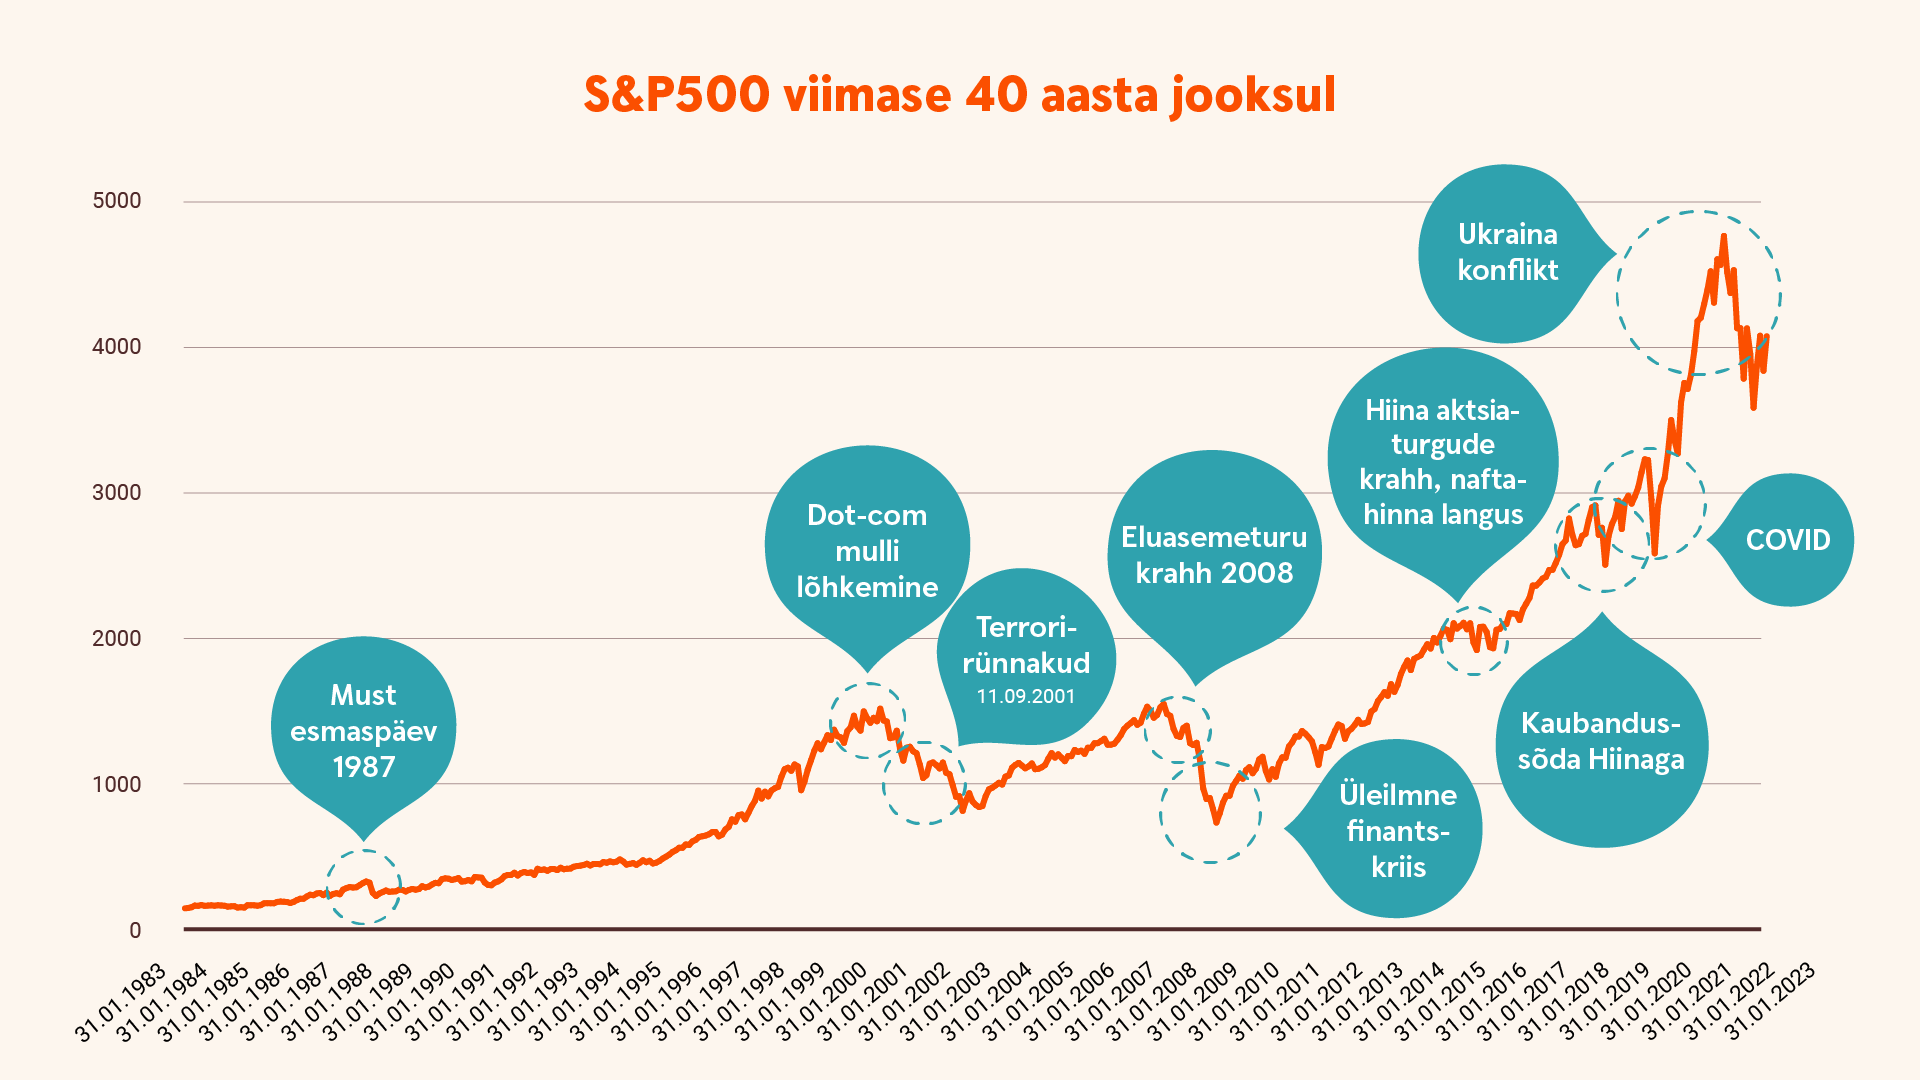 S&P500 viimase 40 aasta jooksul
5000
4000
3000
2000
1000
0
Must
esmaspäev
1987
Dot-com
mulli
lõhkemine
Terrori-
rünnakud
11.09.2001
Eluasemeturu
krahh 2008
Üleilmne
finants-
kriis
Hiina aktsia-
turgude
krahh, nafta-
hinna langus
Kaubandus-
sõda Hiinaga
COVID
Ukraina
konflikt
31.01.1983
31.01.1984
31.01.1985
31.01.1986
31.01.1987
31.01.1988
31.01.1989
31.01.1990
31.01.1991
31.01.1992
31.01.1993
31.01.1994
31.01.1995
31.01.1996
31.01.1997
31.01.1998
31.01.1999
31.01.2000
31.01.2001
31.01.2002
31.01.2003
31.01.2004
31.01.2005
31.01.2006
31.01.2007
31.01.2008
31.01.2009
31.01.2010
31.01.2011
31.01.2012
31.01.2013
31.01.2014
31.01.2015
31.01.2016
31.01.2017
31.01.2018
31.01.2019
31.01.2020
31.01.2021
31.01.2022
31.01.2023